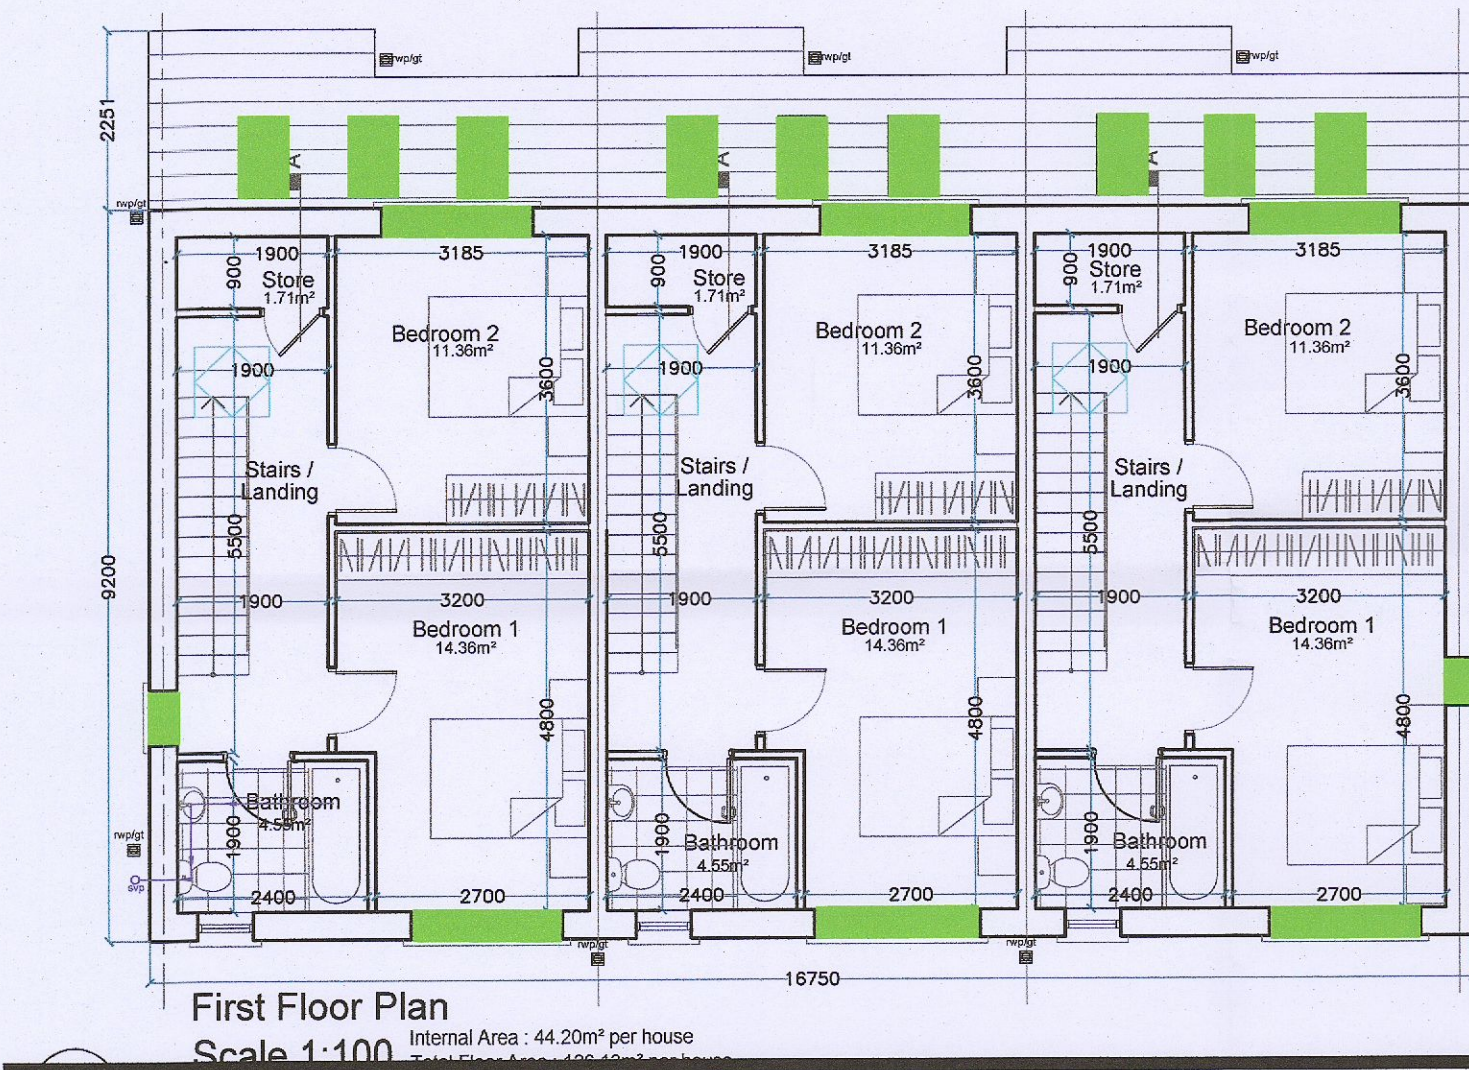 rwp/gt
rwp/gt
rwp/gt
2251
A
A
A
rwp/gt
1900
3185
1900
3185
1900
3185
900
Store
1.71m²
900
Store
1.71m²
900
Store
1.71m²
Bedroom 2
11.36m²
Bedroom 2
11.36m²
Bedroom 2
11.36m²
1900
3600
1900
3600
1900
3600
Stairs /
Landing
Stairs /
Landing
Stairs /
Landing
9200
5500
5500
5500
1900
3200
1900
3200
1900
3200
Bedroom 1
14.36m²
Bedroom 1
14.36m²
Bedroom 1
14.36m²
4800
4800
4800
rwp/gt
svp
Bathroom
4.55m²
1900
Bathroom
4.55m²
1900
Bathroom
4.55m²
1900
2400
2700
2400
2700
2400
2700
rwp/gt
rwp/gt
16750
First Floor Plan
Scale 1:100
Internal Area : 44.20m² per house
Total Floor Area :
per house